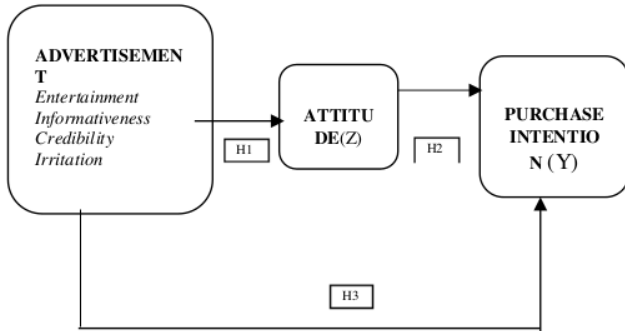 ADVERTISEMEN
T
Entertainment
Informativeness
Credibility
Irritation
H1
ATTITU
DE(Z)
H2
PURCHASE
INTENTIO
N (Y)
H3